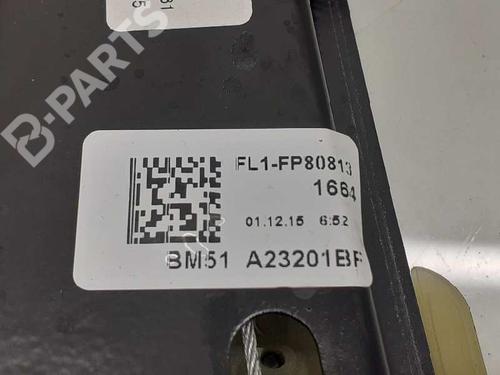 B-PARTS
FL1-FP80813
1664
01.12.15 6:52
BM51 A23201BF